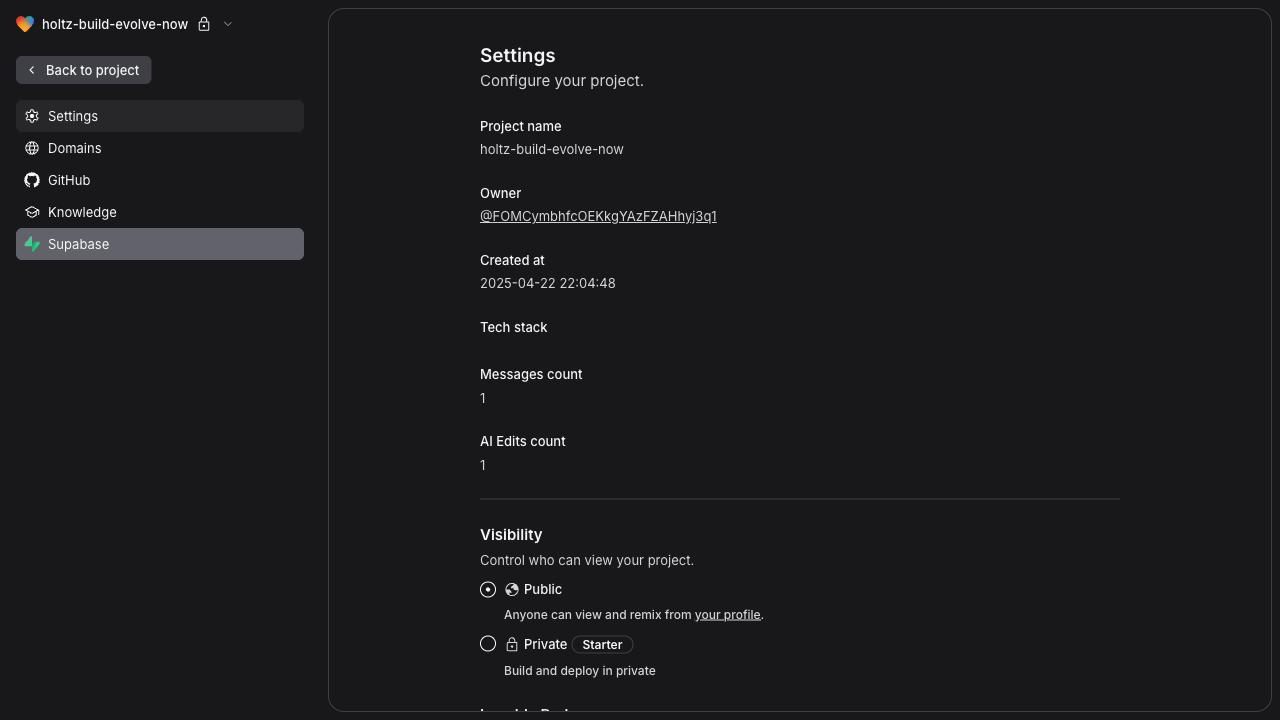 holtz-build-evolve-now
Back to project
Settings
Domains
GitHub
Knowledge
Supabase
Settings
Configure your project.
Project name
holtz-build-evolve-now
Owner
@FOMCymbhfcOEKkgYAzFZAHhyj3q1
Created at
2025-04-22 22:04:48
Tech stack
Messages count
1
AI Edits count
1
Visibility
Control who can view your project.
Public
Anyone can view and remix from your profile.
Private Starter
Build and deploy in private